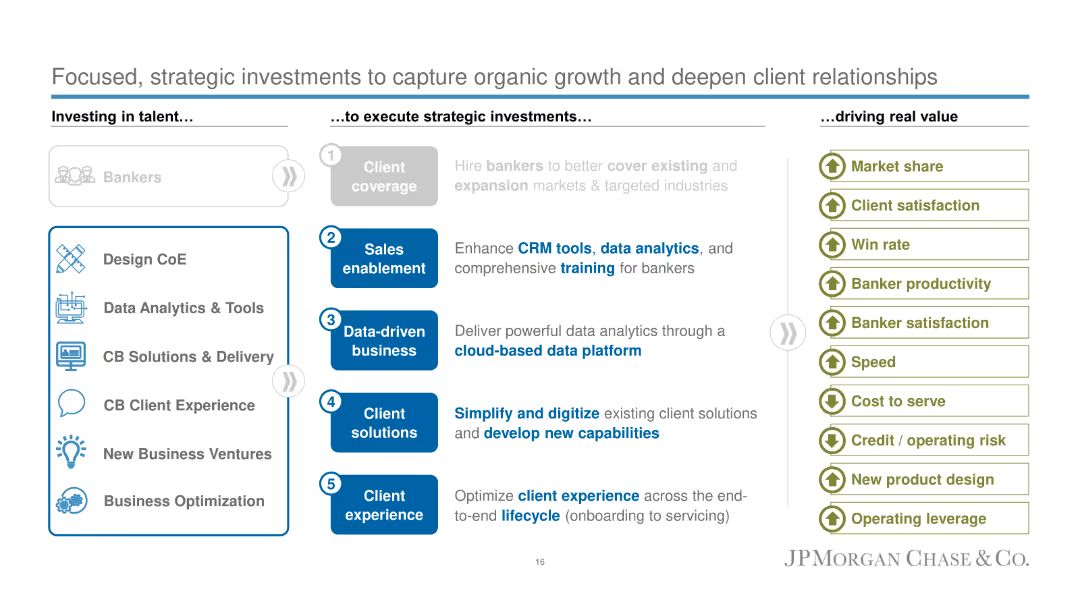 Focused, strategic investments to capture organic growth and deepen client relationships
Investing in talent…
Bankers
Design CoE
Data Analytics & Tools
CB Solutions & Delivery
CB Client Experience
New Business Ventures
Business Optimization
…to execute strategic investments…
1
Client
coverage
Hire bankers to better cover existing and
expansion markets & targeted industries
2
Sales
enablement
Enhance CRM tools, data analytics, and
comprehensive training for bankers
3
Data-driven
business
Deliver powerful data analytics through a
cloud-based data platform
4
Client
solutions
Simplify and digitize existing client solutions
and develop new capabilities
5
Client
experience
Optimize client experience across the end-
to-end lifecycle (onboarding to servicing)
…driving real value
Market share
Client satisfaction
Win rate
Banker productivity
Banker satisfaction
Speed
Cost to serve
Credit / operating risk
New product design
Operating leverage
16
JPMORGAN CHASE & CO.